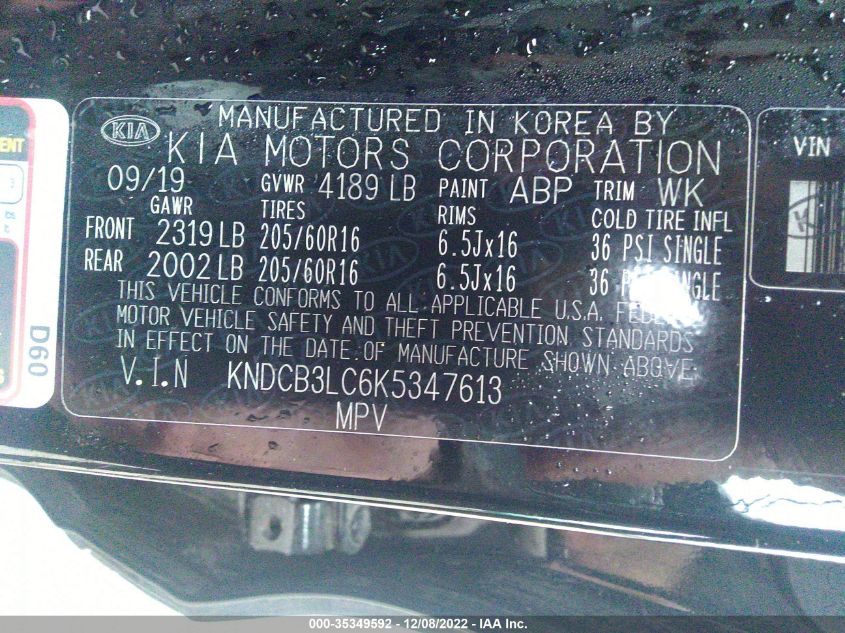 KIA
MANUFACTURED IN KOREA BY
KIA MOTORS CORPORATION
09/19 GVWR 4189 LB PAINT ABP TRIM WK
GAWR TIRES RIMS COLD TIRE INFL
FRONT 2319 LB 205/60R16 6.5Jx16 36 PSI SINGLE
REAR 2002 LB 205/60R16 6.5Jx16 36 PSI SINGLE
THIS VEHICLE CONFORMS TO ALL APPLICABLE U.S.A.
MOTOR VEHICLE SAFETY AND THEFT PREVENTION STANDARDS
IN EFFECT ON THE DATE OF MANUFACTURE SHOWN ABOVE.
V.I.N KNDCB3LC6K5347613
MPV
VIN
D60
000-35349592 - 12/08/2022 - IAA Inc.